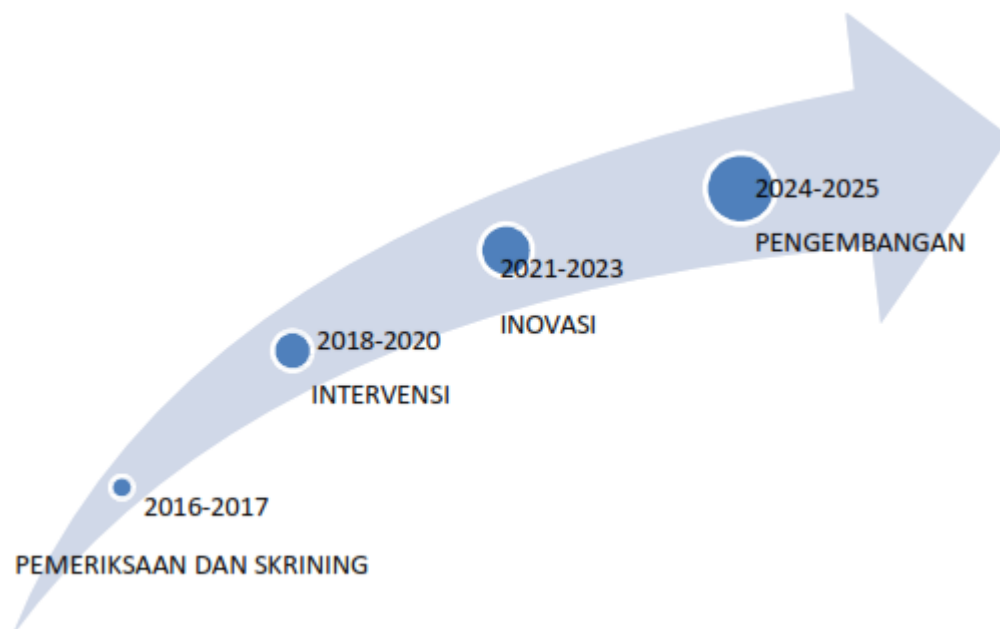 2024-2025
PENGEMBANGAN
2021-2023
INOVASI
2018-2020
INTERVENSI
2016-2017
PEMERIKSAAN DAN SKRINING